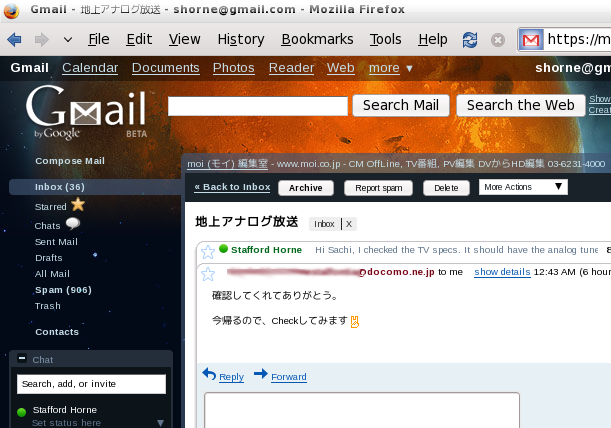 Gmail - 地上アナログ放送 - shorne@gmail.com - Mozilla Firefox
File Edit View History Bookmarks Tools Help https://m
Gmail Calendar Documents Photos Reader Web more ▼ shorne@gm
Gmail™ by Google BETA
Search Mail Search the Web
Show
Creat
Compose Mail
Inbox (36)
Starred
Chats
Sent Mail
Drafts
All Mail
Spam (906)
Trash
Contacts
Chat
Search, add, or invite
Stafford Horne
Set status here
moi (モイ) 編集室 - www.moi.co.jp - CM OffLine, TV番組, PV編集 DVからHD編集 03-6231-4000
« Back to Inbox Archive Report spam Delete More Actions
地上アナログ放送 Inbox X
Stafford Horne Hi Sachi, I checked the TV specs. It should have the analog tune 8
@docomo.ne.jp to me show details 12:43 AM (6 hour
確認してくれてありがとう。
今帰るので、Checkしてみます
Reply Forward